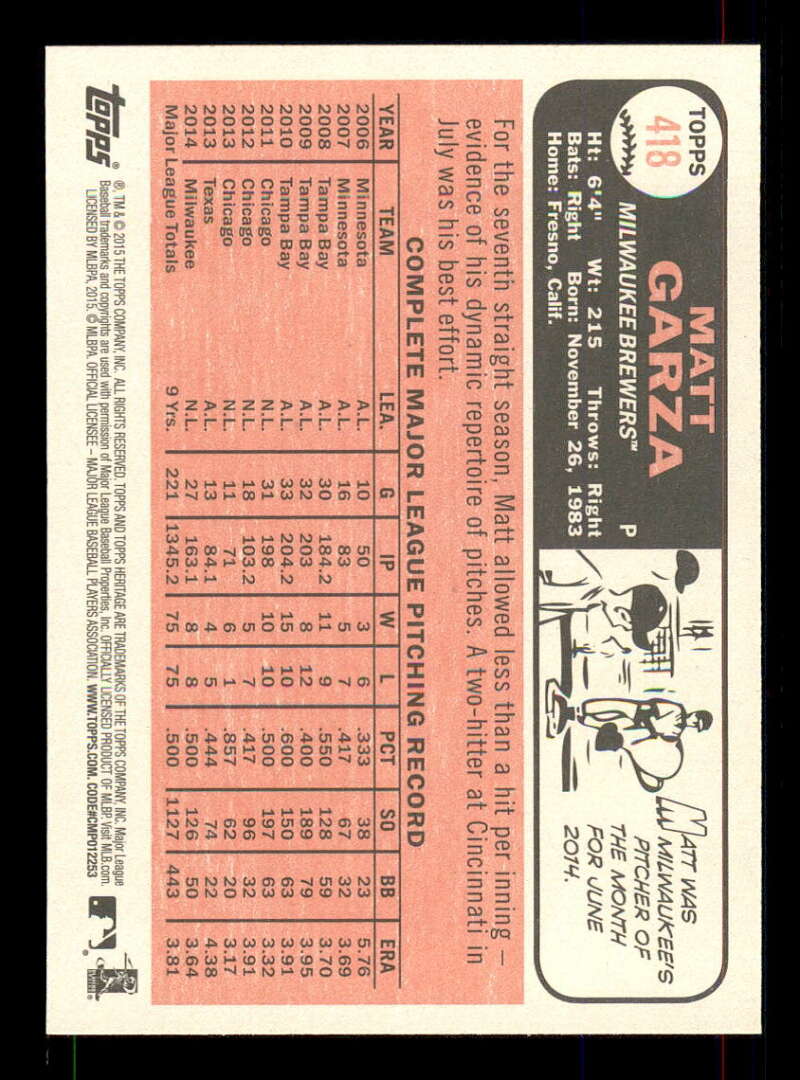 TOPPS
418
MATT
GARZA
MILWAUKEE BREWERS™ P
Ht: 6'4" Wt: 215 Throws: Right
Bats: Right Born: November 26, 1983
Home: Fresno, Calif.
MATT WAS
MILWAUKEE'S
PITCHER OF
THE MONTH
FOR JUNE
2014.
For the seventh straight season, Matt allowed less than a hit per inning –
evidence of his dynamic repertoire of pitches. A two-hitter at Cincinnati in
July was his best effort.
COMPLETE MAJOR LEAGUE PITCHING RECORD
YEAR TEAM LEA. G IP W L PCT SO BB ERA
2006 Minnesota A.L. 10 50 3 6 .333 38 23 5.76
2007 Minnesota A.L. 16 83 5 7 .417 67 32 3.69
2008 Tampa Bay A.L. 30 184.2 11 9 .550 128 59 3.70
2009 Tampa Bay A.L. 32 203 8 12 .400 189 79 3.95
2010 Tampa Bay A.L. 33 204.2 15 10 .600 150 63 3.91
2011 Chicago N.L. 31 198 10 10 .500 197 63 3.32
2012 Chicago N.L. 18 103.2 5 7 .417 96 32 3.91
2013 Chicago N.L. 11 71 6 1 .857 62 20 3.17
2013 Texas A.L. 13 84.1 4 5 .444 74 22 4.38
2014 Milwaukee N.L. 27 163.1 8 8 .500 126 50 3.64
Major League Totals 9 Yrs. 221 1345.2 75 75 .500 1127 443 3.81
topps®
®, TM & © 2015 THE TOPPS COMPANY, INC. ALL RIGHTS RESERVED. TOPPS AND TOPPS HERITAGE ARE TRADEMARKS OF THE TOPPS COMPANY, INC. Major League
Baseball trademarks and copyrights are used with permission of Major League Baseball Properties, Inc. OFFICIALLY LICENSED PRODUCT OF MLBP. Visit MLB.com.
LICENSED BY MLBPA, 2015. © MLBPA. OFFICIAL LICENSEE – MAJOR LEAGUE BASEBALL PLAYERS ASSOCIATION. WWW.TOPPS.COM. CODE#CMP012253